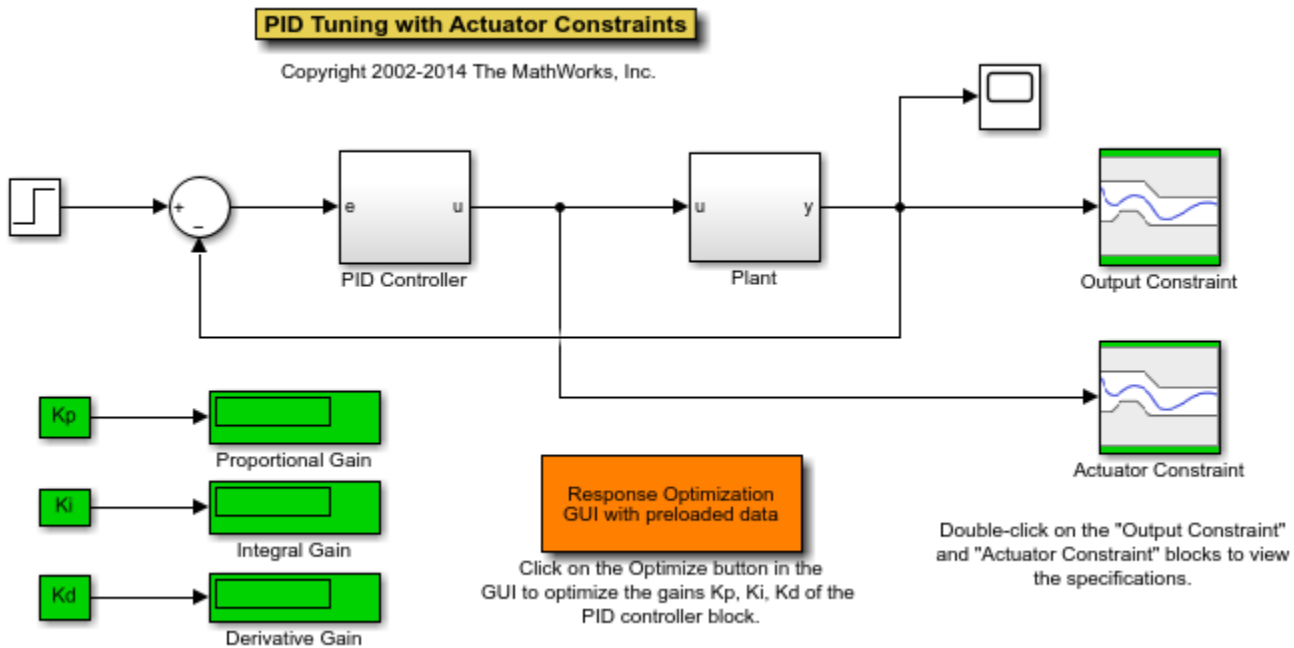 PID Tuning with Actuator Constraints
Copyright 2002-2014 The MathWorks, Inc.
+
−
e
u
PID Controller
u
y
Plant
Output Constraint
Kp
Proportional Gain
Ki
Integral Gain
Kd
Derivative Gain
Actuator Constraint
Response Optimization
GUI with preloaded data
Click on the Optimize button in the
GUI to optimize the gains Kp, Ki, Kd of the
PID controller block.
Double-click on the "Output Constraint"
and "Actuator Constraint" blocks to view
the specifications.